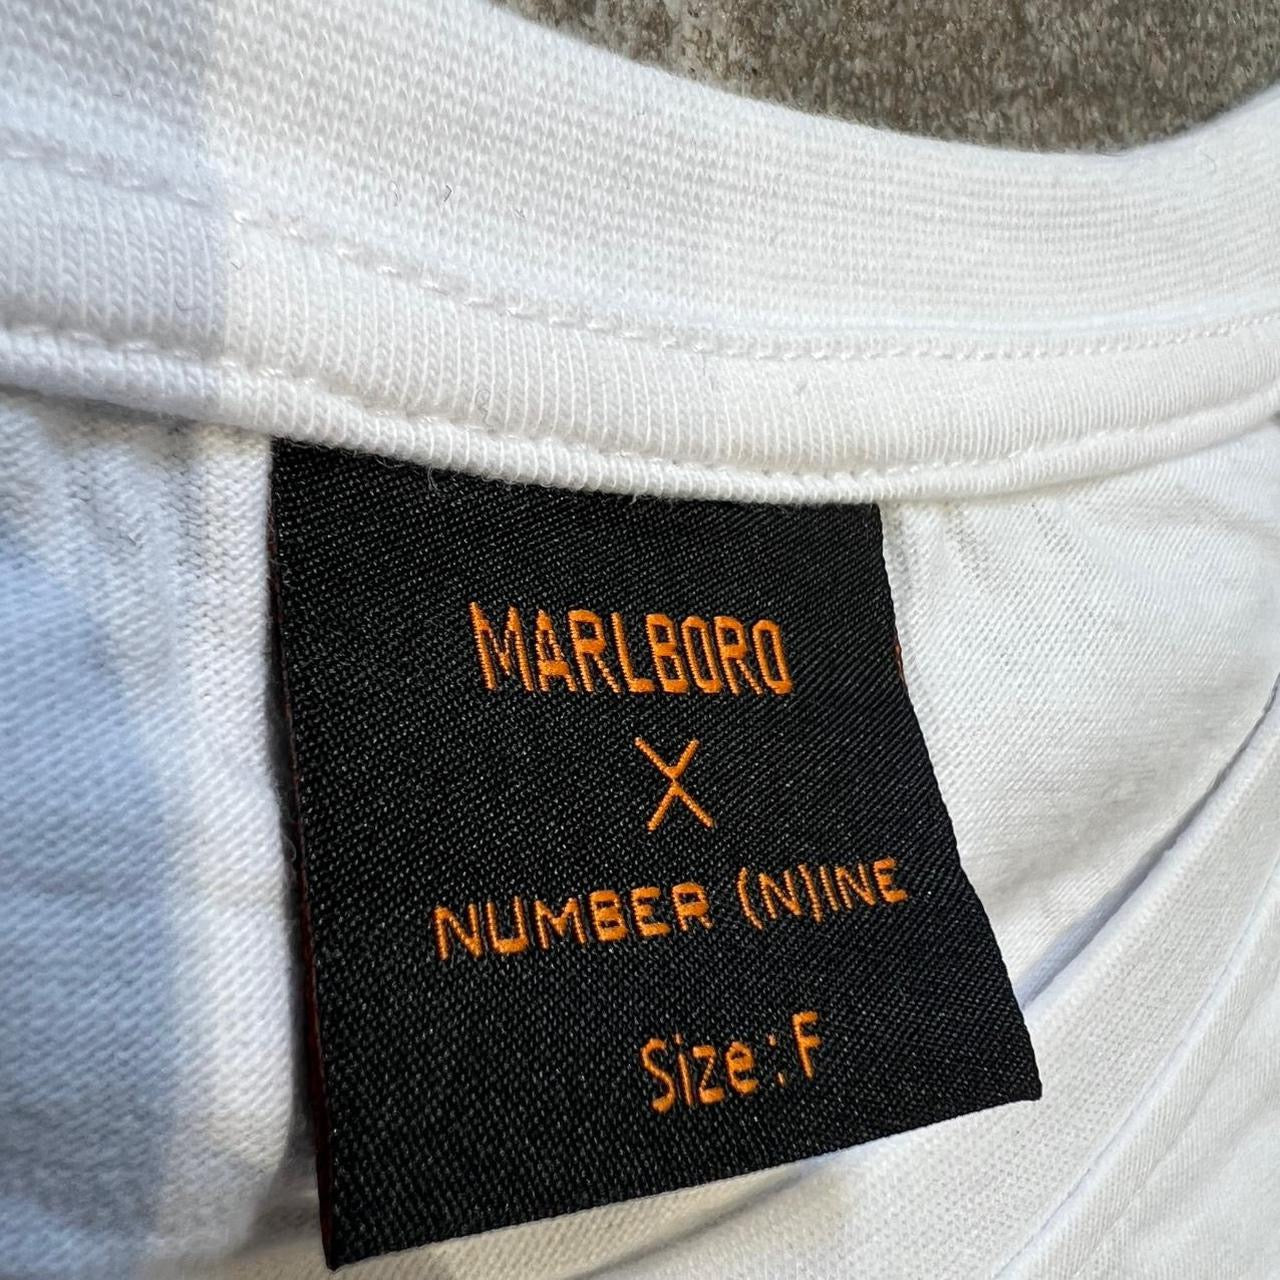 MARLBORO
X
NUMBER (N)INE
Size: F